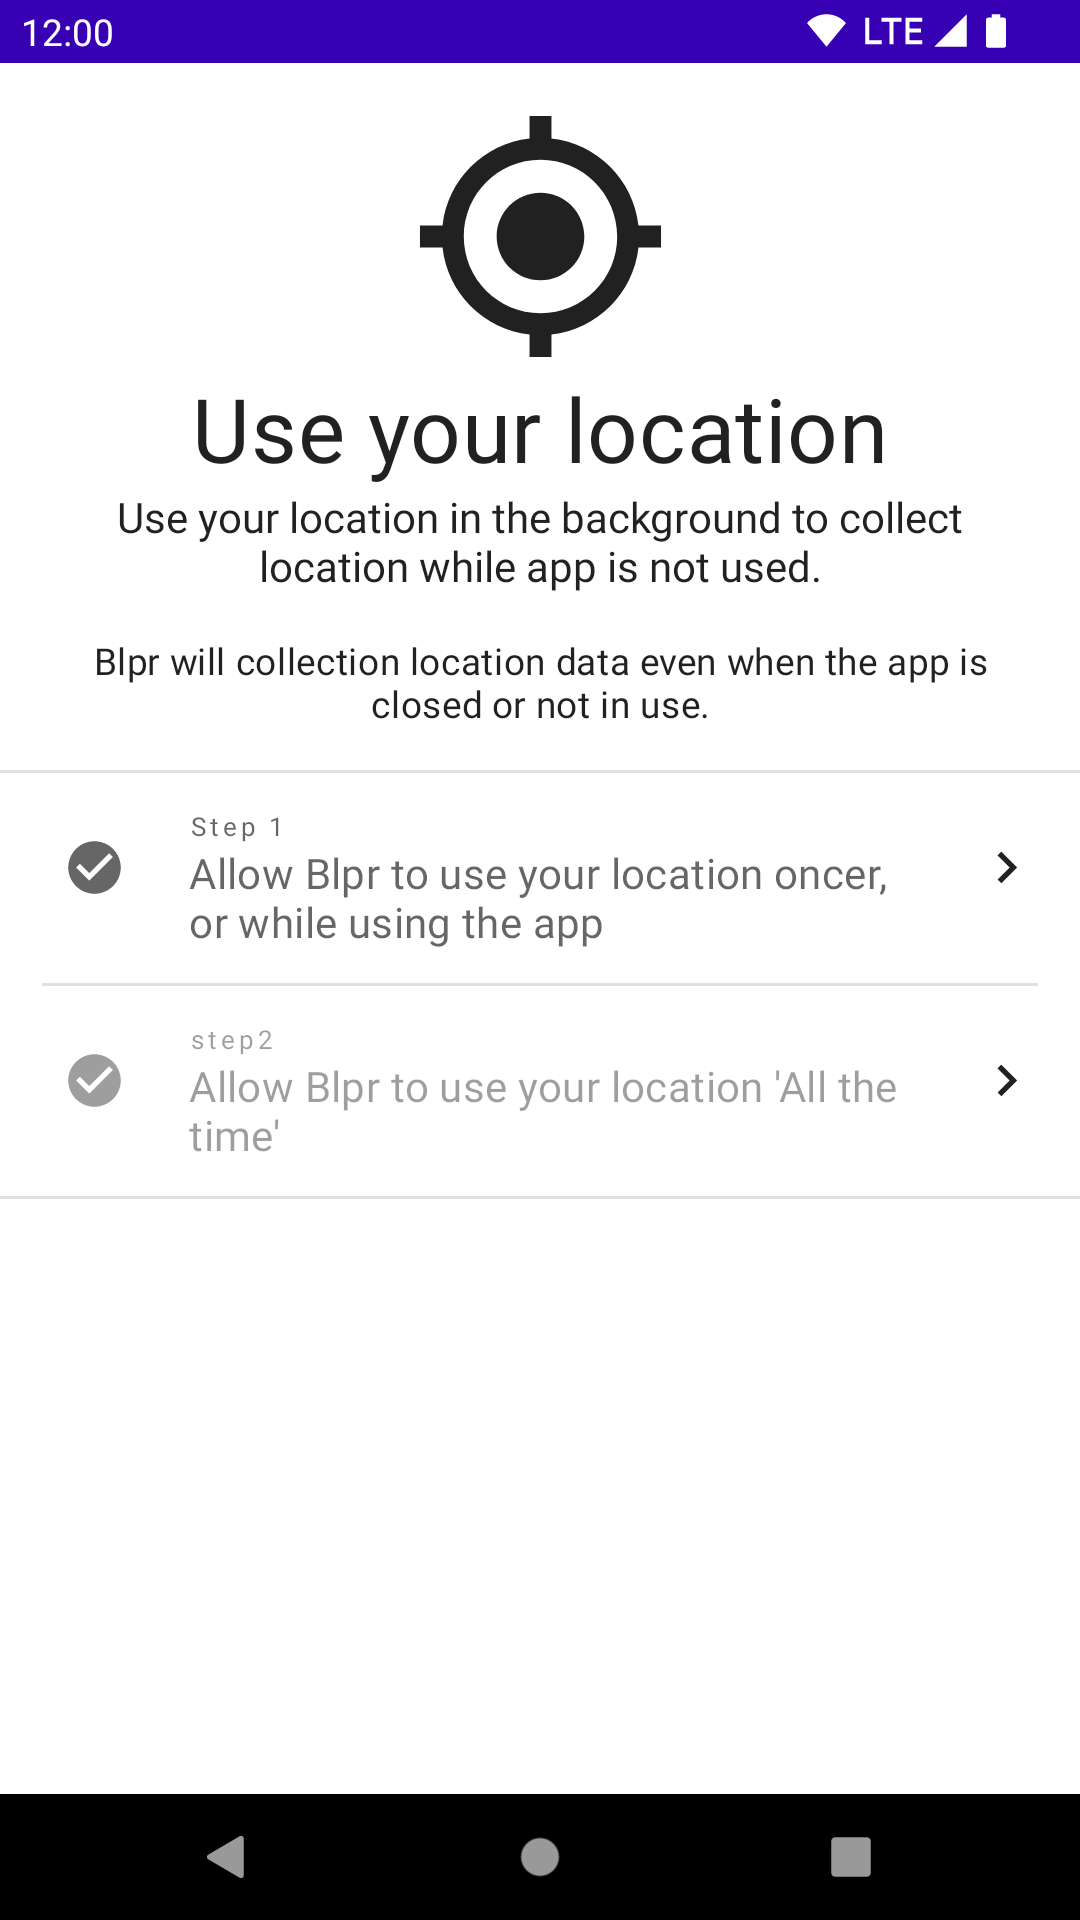 12:00
LTE
Use your location
Use your location in the background to collect
location while app is not used.
Blpr will collection location data even when the app is
closed or not in use.
Step 1
Allow Blpr to use your location oncer,
or while using the app
step2
Allow Blpr to use your location 'All the
time'